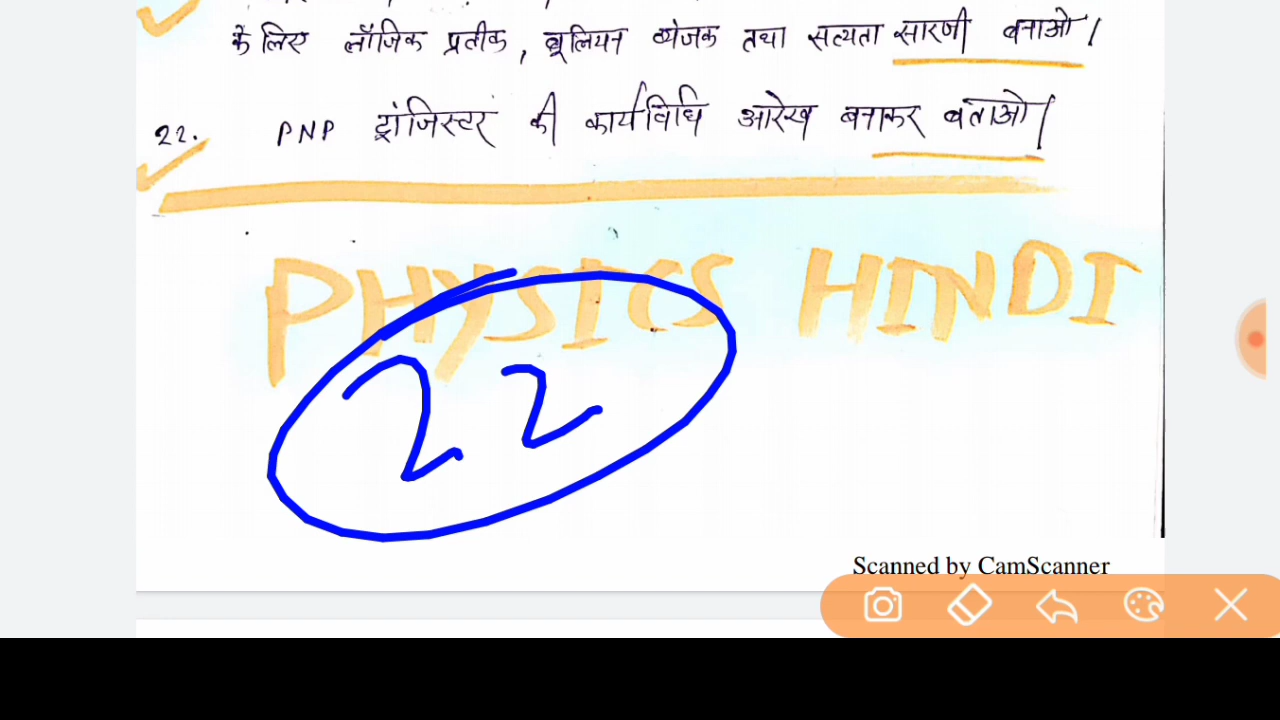 के लिए लॉजिक प्रतीक, बूलियन व्यंजक तथा सत्यता सारणी बनाओ।
22. PNP ट्रांजिस्टर की कार्यविधि आरेख बनाकर बताओ।
PHYSICS HINDI
22
Scanned by CamScanner